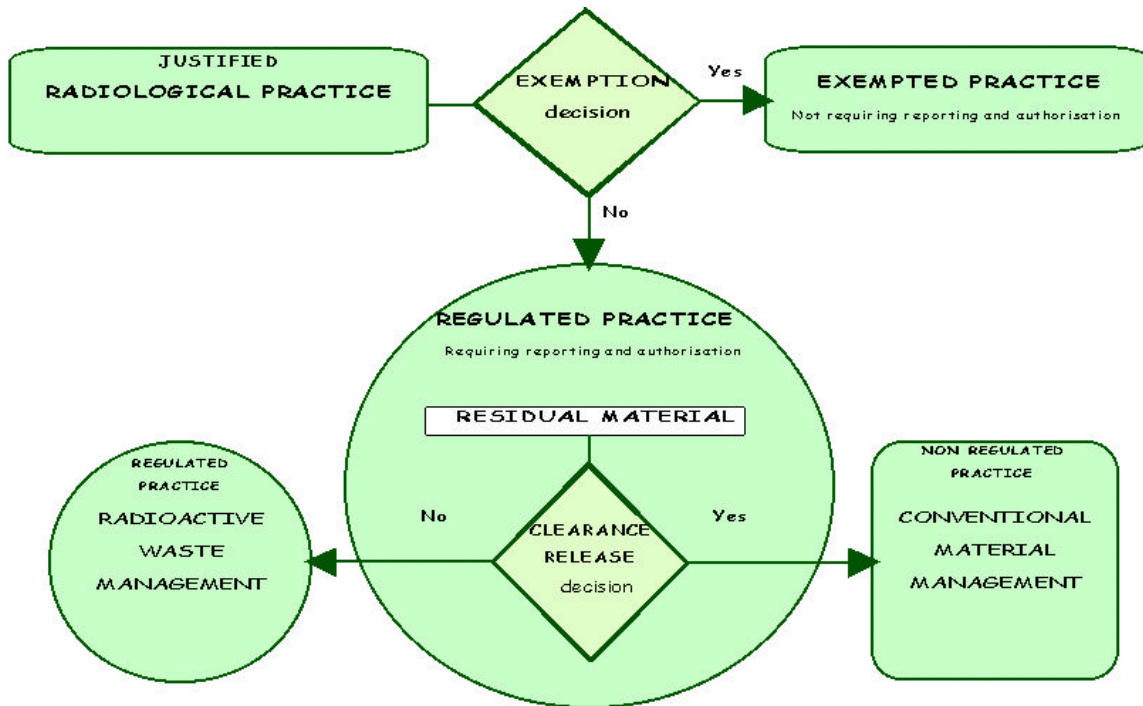 JUSTIFIED
RADIOLOGICAL PRACTICE
EXEMPTION
decision
Yes
EXEMPTED PRACTICE
Not requiring reporting and authorisation
No
REGULATED PRACTICE
Requiring reporting and authorisation
RESIDUAL MATERIAL
REGULATED
PRACTICE
RADIOACTIVE
WASTE
MANAGEMENT
No
CLEARANCE
RELEASE
decision
Yes
NON REGULATED
PRACTICE
CONVENTIONAL
MATERIAL
MANAGEMENT